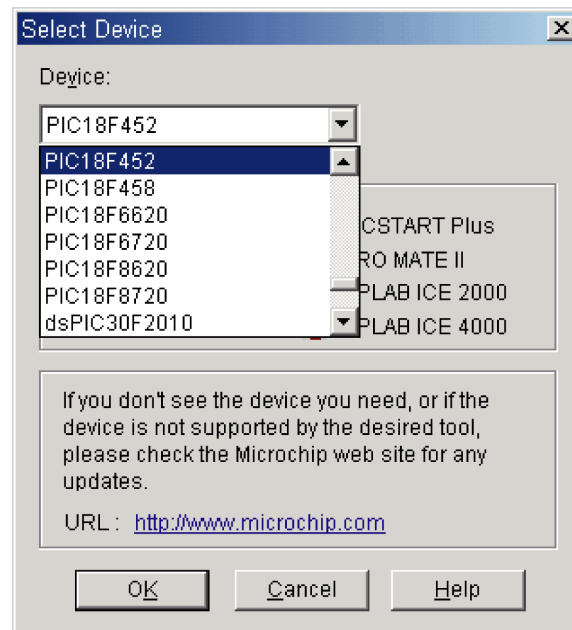 Select Device
Device:
PIC18F452
PIC18F452
PIC18F458
PIC18F6620
PIC18F6720
PIC18F8620
PIC18F8720
dsPIC30F2010
CSTART Plus
RO MATE II
PLAB ICE 2000
PLAB ICE 4000
If you don't see the device you need, or if the
device is not supported by the desired tool,
please check the Microchip web site for any
updates.
URL : http://www.microchip.com
OK
Cancel
Help